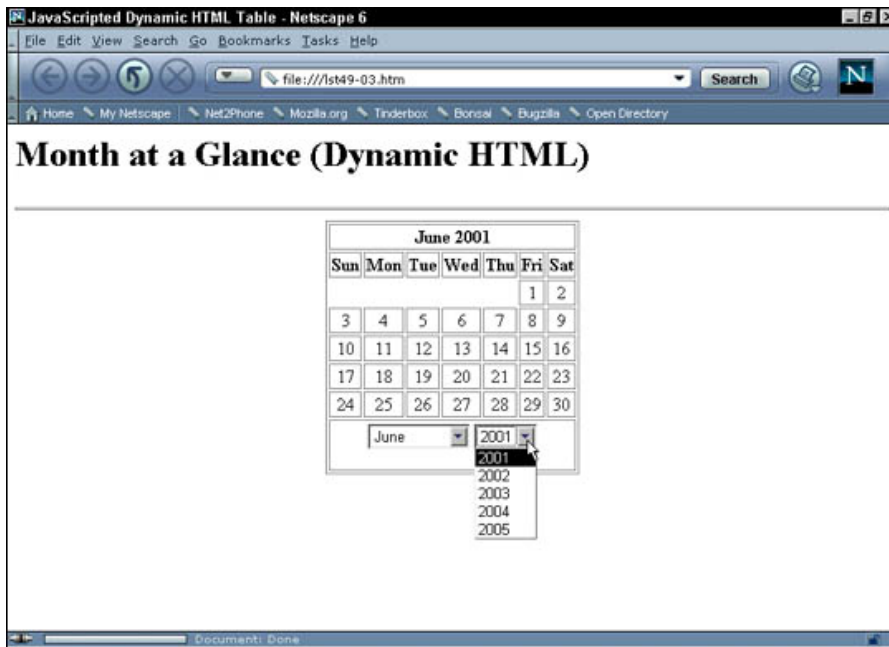 JavaScripted Dynamic HTML Table - Netscape 6
File Edit View Search Go Bookmarks Tasks Help
file:///lst49-03.htm Search N
Home My Netscape Net2Phone Mozilla.org Tinderbox Bonsai Bugzilla Open Directory
Month at a Glance (Dynamic HTML)
June 2001
Sun Mon Tue Wed Thu Fri Sat
1 2
3 4 5 6 7 8 9
10 11 12 13 14 15 16
17 18 19 20 21 22 23
24 25 26 27 28 29 30
June 2001
2001
2002
2003
2004
2005
Document: Done